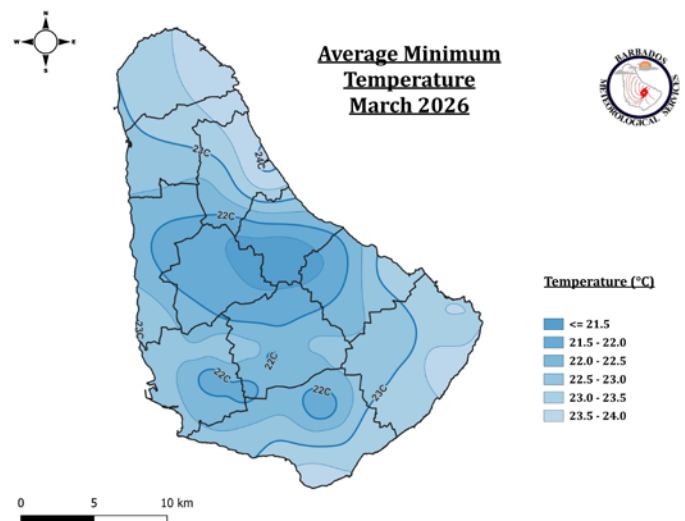 N
W E
S
Average Minimum
Temperature
March 2026
BARBADOS
METEOROLOGICAL SERVICES
23C
24C
22C
23C
22C
22C
23C
Temperature (°C)
<= 21.5
21.5 - 22.0
22.0 - 22.5
22.5 - 23.0
23.0 - 23.5
23.5 - 24.0
0 5 10 km